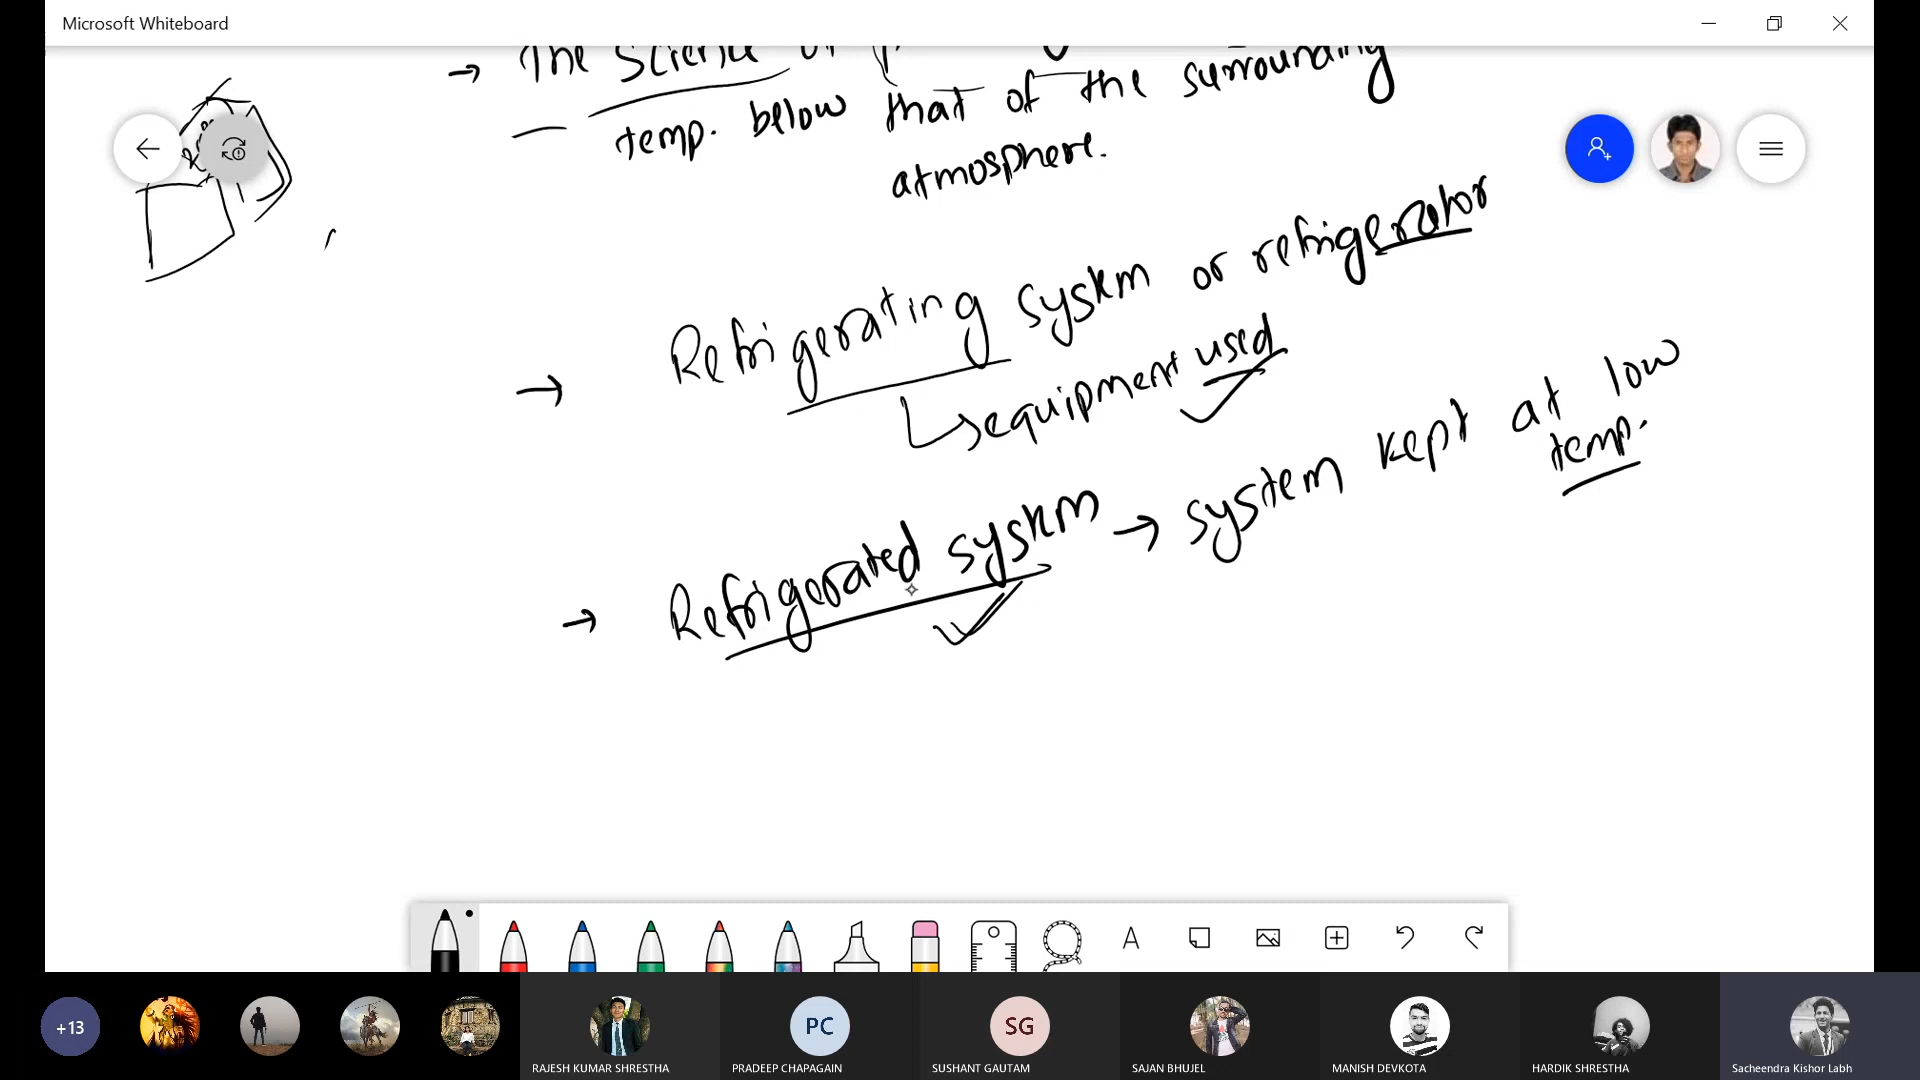 Microsoft Whiteboard
→ The science of
temp. below that of the surrounding
atmosphere.
→ Refrigerating system or refrigerator
equipment used
→ Refrigerated system → system kept at low
temp.
A
+13
PC
SG
RAJESH KUMAR SHRESTHA
PRADEEP CHAPAGAIN
SUSHANT GAUTAM
SAJAN BHUJEL
MANISH DEVKOTA
HARDIK SHRESTHA
Sacheendra Kishor Labh